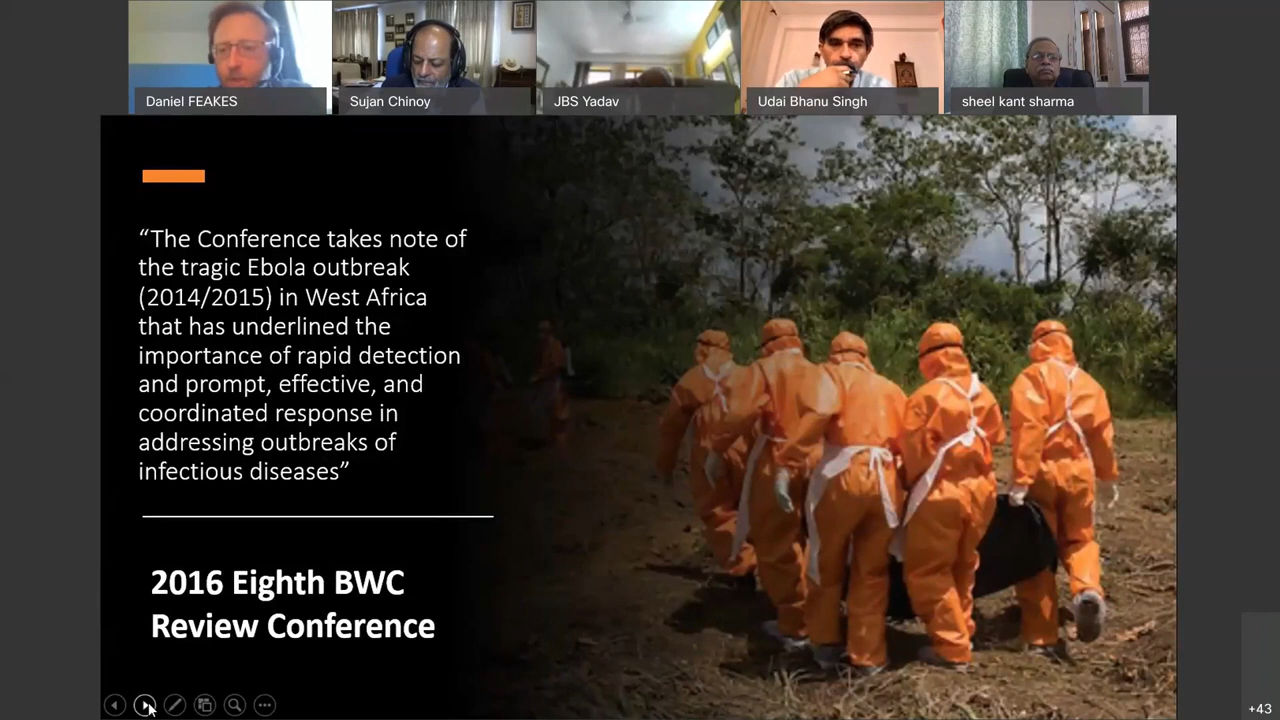 Daniel FEAKES
Sujan Chinoy
JBS Yadav
Udai Bhanu Singh
sheel kant sharma
“The Conference takes note of
the tragic Ebola outbreak
(2014/2015) in West Africa
that has underlined the
importance of rapid detection
and prompt, effective, and
coordinated response in
addressing outbreaks of
infectious diseases”
2016 Eighth BWC
Review Conference
+43